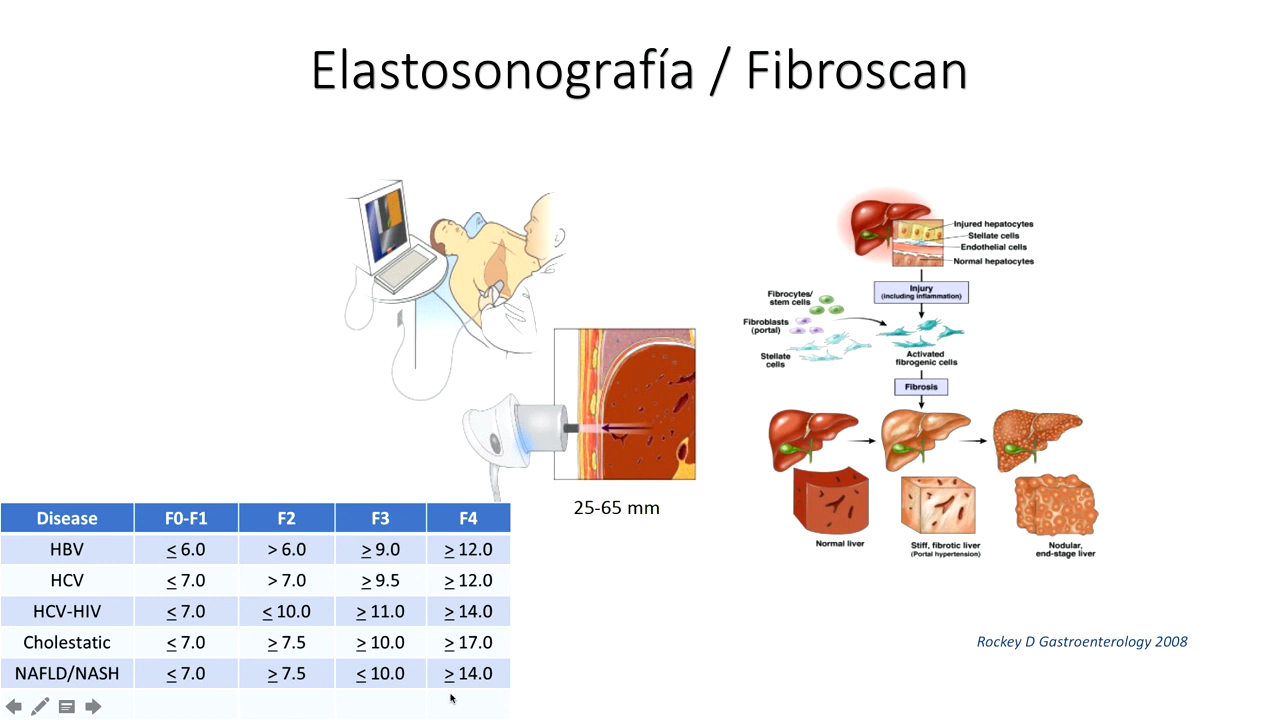 Elastosonografía / Fibroscan
Injured hepatocytes
Stellate cells
Endothelial cells
Normal hepatocytes
Injury
(including inflammation)
Fibrocytes/
stem cells
Fibroblasts
(portal)
Stellate
cells
Activated
fibrogenic cells
Fibrosis
Normal liver
Stiff, fibrotic liver
(Portal hypertension)
Nodular,
end-stage liver
25-65 mm
Disease F0-F1 F2 F3 F4
HBV ≤ 6.0 > 6.0 ≥ 9.0 ≥ 12.0
HCV ≤ 7.0 > 7.0 ≥ 9.5 ≥ 12.0
HCV-HIV ≤ 7.0 ≤ 10.0 ≥ 11.0 ≥ 14.0
Cholestatic ≤ 7.0 ≥ 7.5 ≥ 10.0 ≥ 17.0
NAFLD/NASH ≤ 7.0 ≥ 7.5 ≤ 10.0 ≥ 14.0
Rockey D Gastroenterology 2008